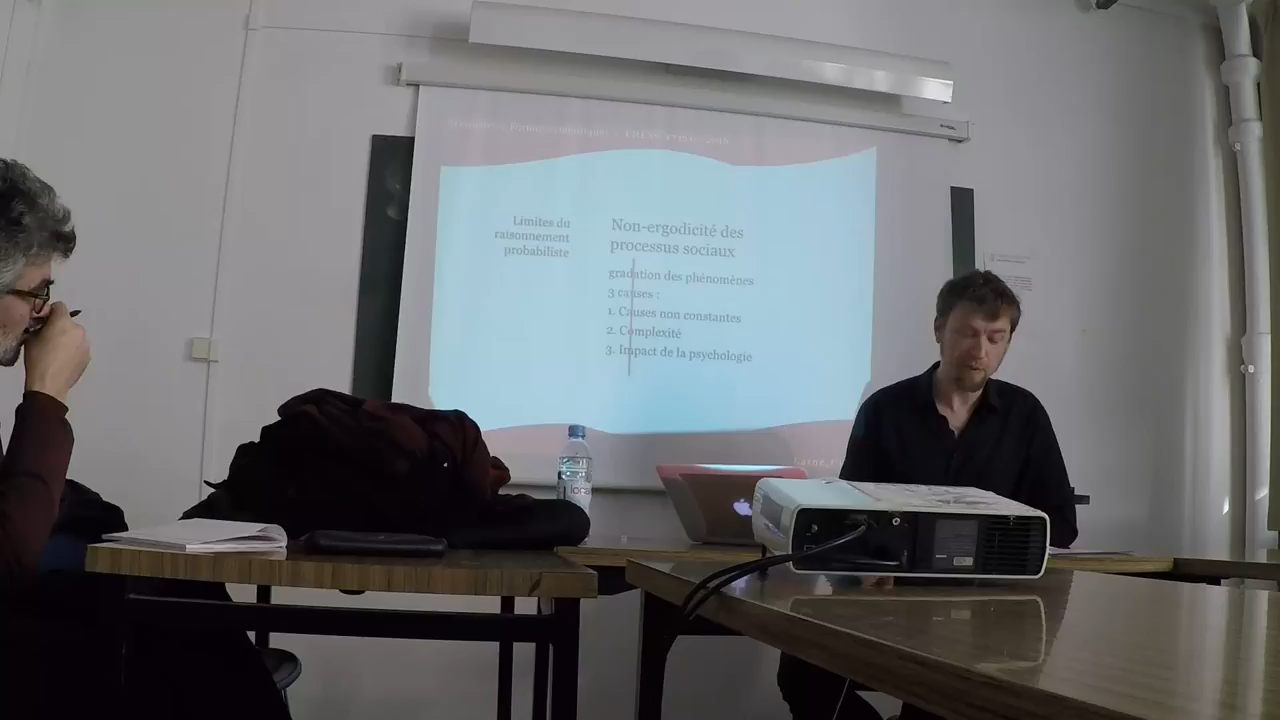 Limites du
raisonnement
probabiliste
Non-ergodicité des
processus sociaux
gradation des phénomènes
3 causes :
1. Causes non constantes
2. Complexité
3. Impact de la psychologie